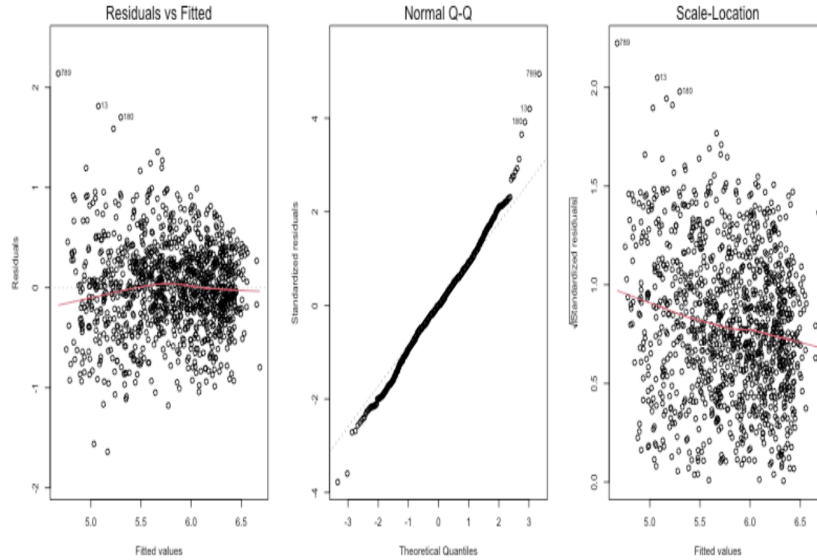 Residuals vs Fitted
Residuals
2
1
0
-1
-2
789
13
180
5.0 5.5 6.0 6.5
Fitted values
Normal Q-Q
Standardized residuals
4
2
0
-2
-4
789
13
180
-3 -2 -1 0 1 2 3
Theoretical Quantiles
Scale-Location
√|Standardized residuals|
2.0
1.5
1.0
0.5
0.0
789
13
180
5.0 5.5 6.0 6.5
Fitted values